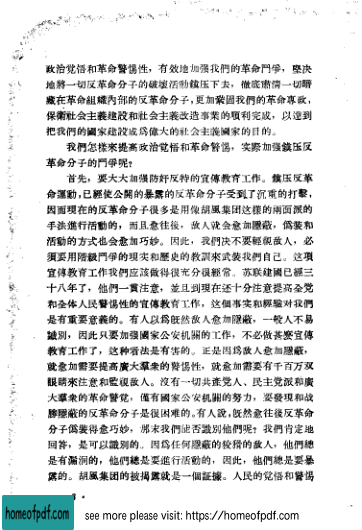 政治覺悟和革命警惕性，有效地加强我們的革命鬥爭，堅决
地將一切反革命分子的破壞活動鎮压下去，徹底肅清一切暗
藏在革命組織內部的反革命分子，更加鞏固我們的革命專政，
保衛社会主義建設和社会主義改造事業的順利完成，以達到
把我們的國家建設成爲偉大的社会主義國家的目的。
我們怎樣來提高政治覺悟和革命警惕，实際加强鎮压反
革命分子的鬥爭呢？
首先，要大大加强防奸反特的宣傳教育工作。鎮压反革
命運動，已經使公開的暴露的反革命分子受到了沉重的打擊，
因而現在的反革命分子很多是用像胡風集団这样的兩面派的
手法進行活動的，而且愈往後，敌人就会愈加隱蔽，偽装和
活動的方式也会愈加巧妙。因此，我們决不要輕視敌人，必
須要用階級鬥爭的現实和歷史的教訓來武装我們自己。这項
宣傳教育工作我們应該做得很充分很經常。苏联建國已經三
十八年了，他們一貫注意，並且到現在还十分注意提高全党
和全体人民警惕性的宣傳教育工作，这個事实和經驗对我們
是有重要意義的。有人以爲旣然敌人愈加隱蔽，一般人不易
識別，因此只要加强國家公安机關的工作，不必做甚麽宣傳
教育工作了，这种看法是有害的。正是因爲敌人愈加隱蔽，
就愈加需要提高廣大羣衆的警惕性，就愈加需要有千百万双
眼睛來注意和監視敌人。沒有一切共產党人、民主党派和廣
大羣衆的革命警覺，僅有國家公安机關的努力，要發現和战
勝隱蔽的反革命分子是很困难的。有人說，旣然愈往後反革命
分子偽装得愈巧妙，那末我們能否識別他們呢？我們肯定地
回答，是可以識別的。因爲任何隱蔽的狡猾的敌人，他們總
是有漏洞的，他們總是要進行活動的，因此，他們總是要暴
露的。胡風集団的被揭露就是一個証據。人民的覺悟和警惕
homeofpdf.com
see more please visit: https://homeofpdf.com